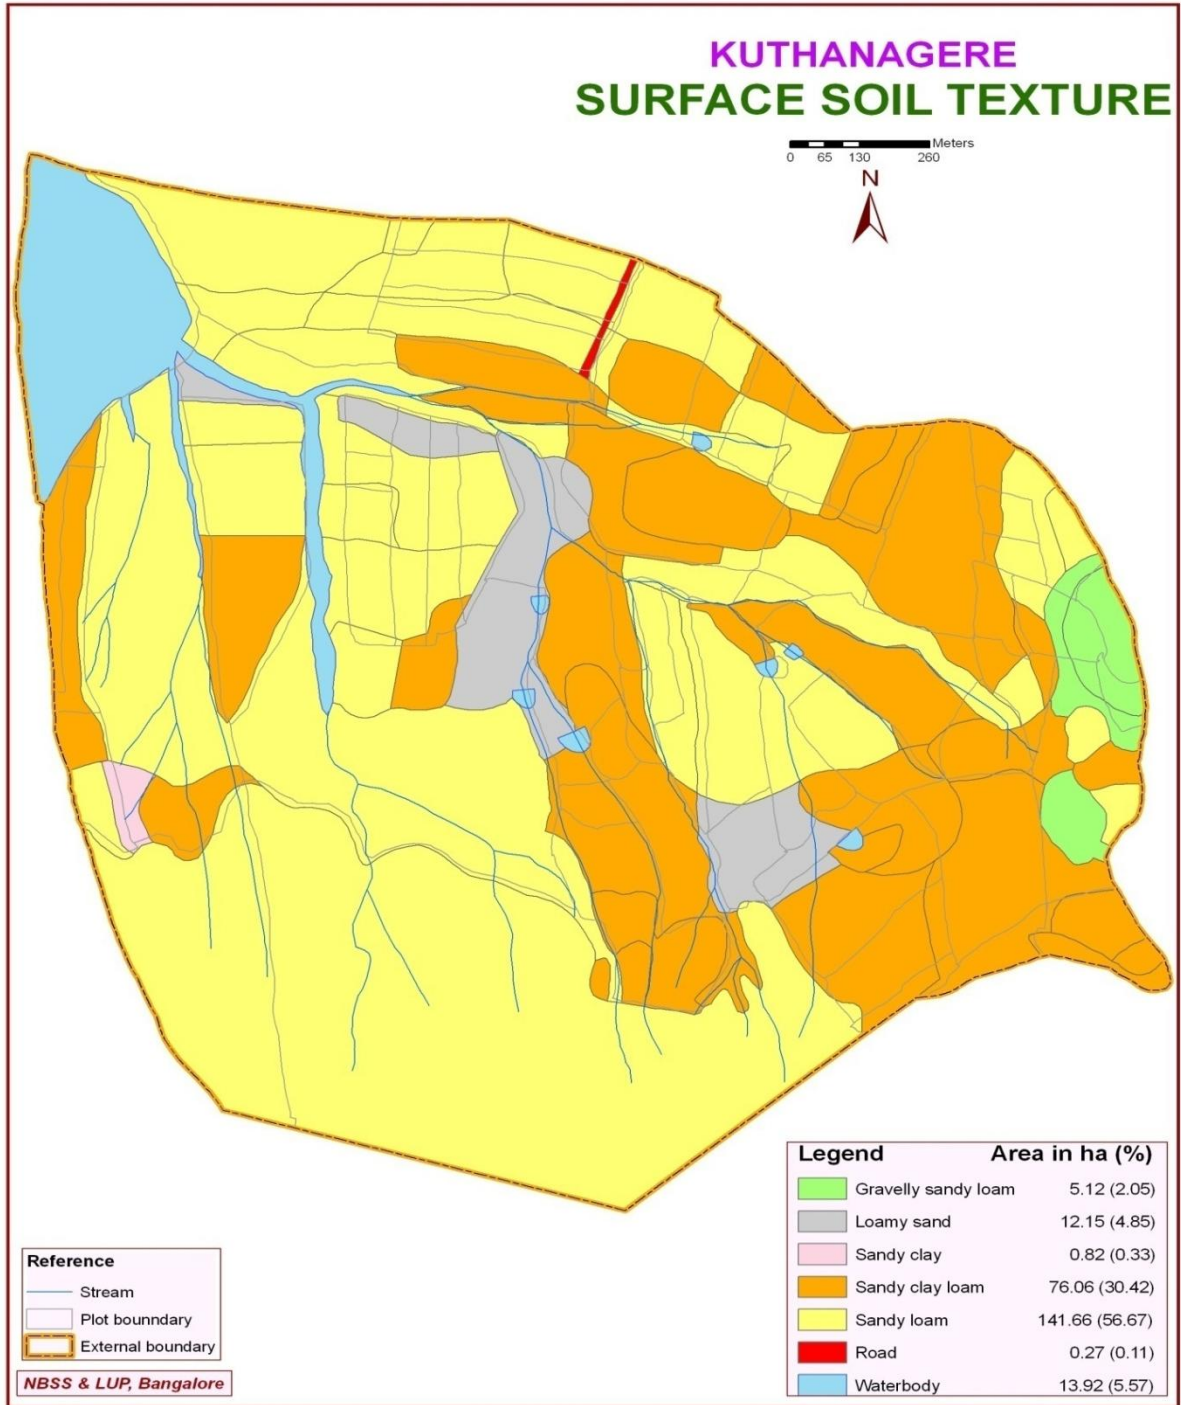 KUTHANAGERE
SURFACE SOIL TEXTURE
Meters
0 65 130 260
N
Legend Area in ha (%)
Gravelly sandy loam 5.12 (2.05)
Loamy sand 12.15 (4.85)
Sandy clay 0.82 (0.33)
Sandy clay loam 76.06 (30.42)
Sandy loam 141.66 (56.67)
Road 0.27 (0.11)
Waterbody 13.92 (5.57)
Reference
Stream
Plot bounndary
External boundary
NBSS & LUP, Bangalore